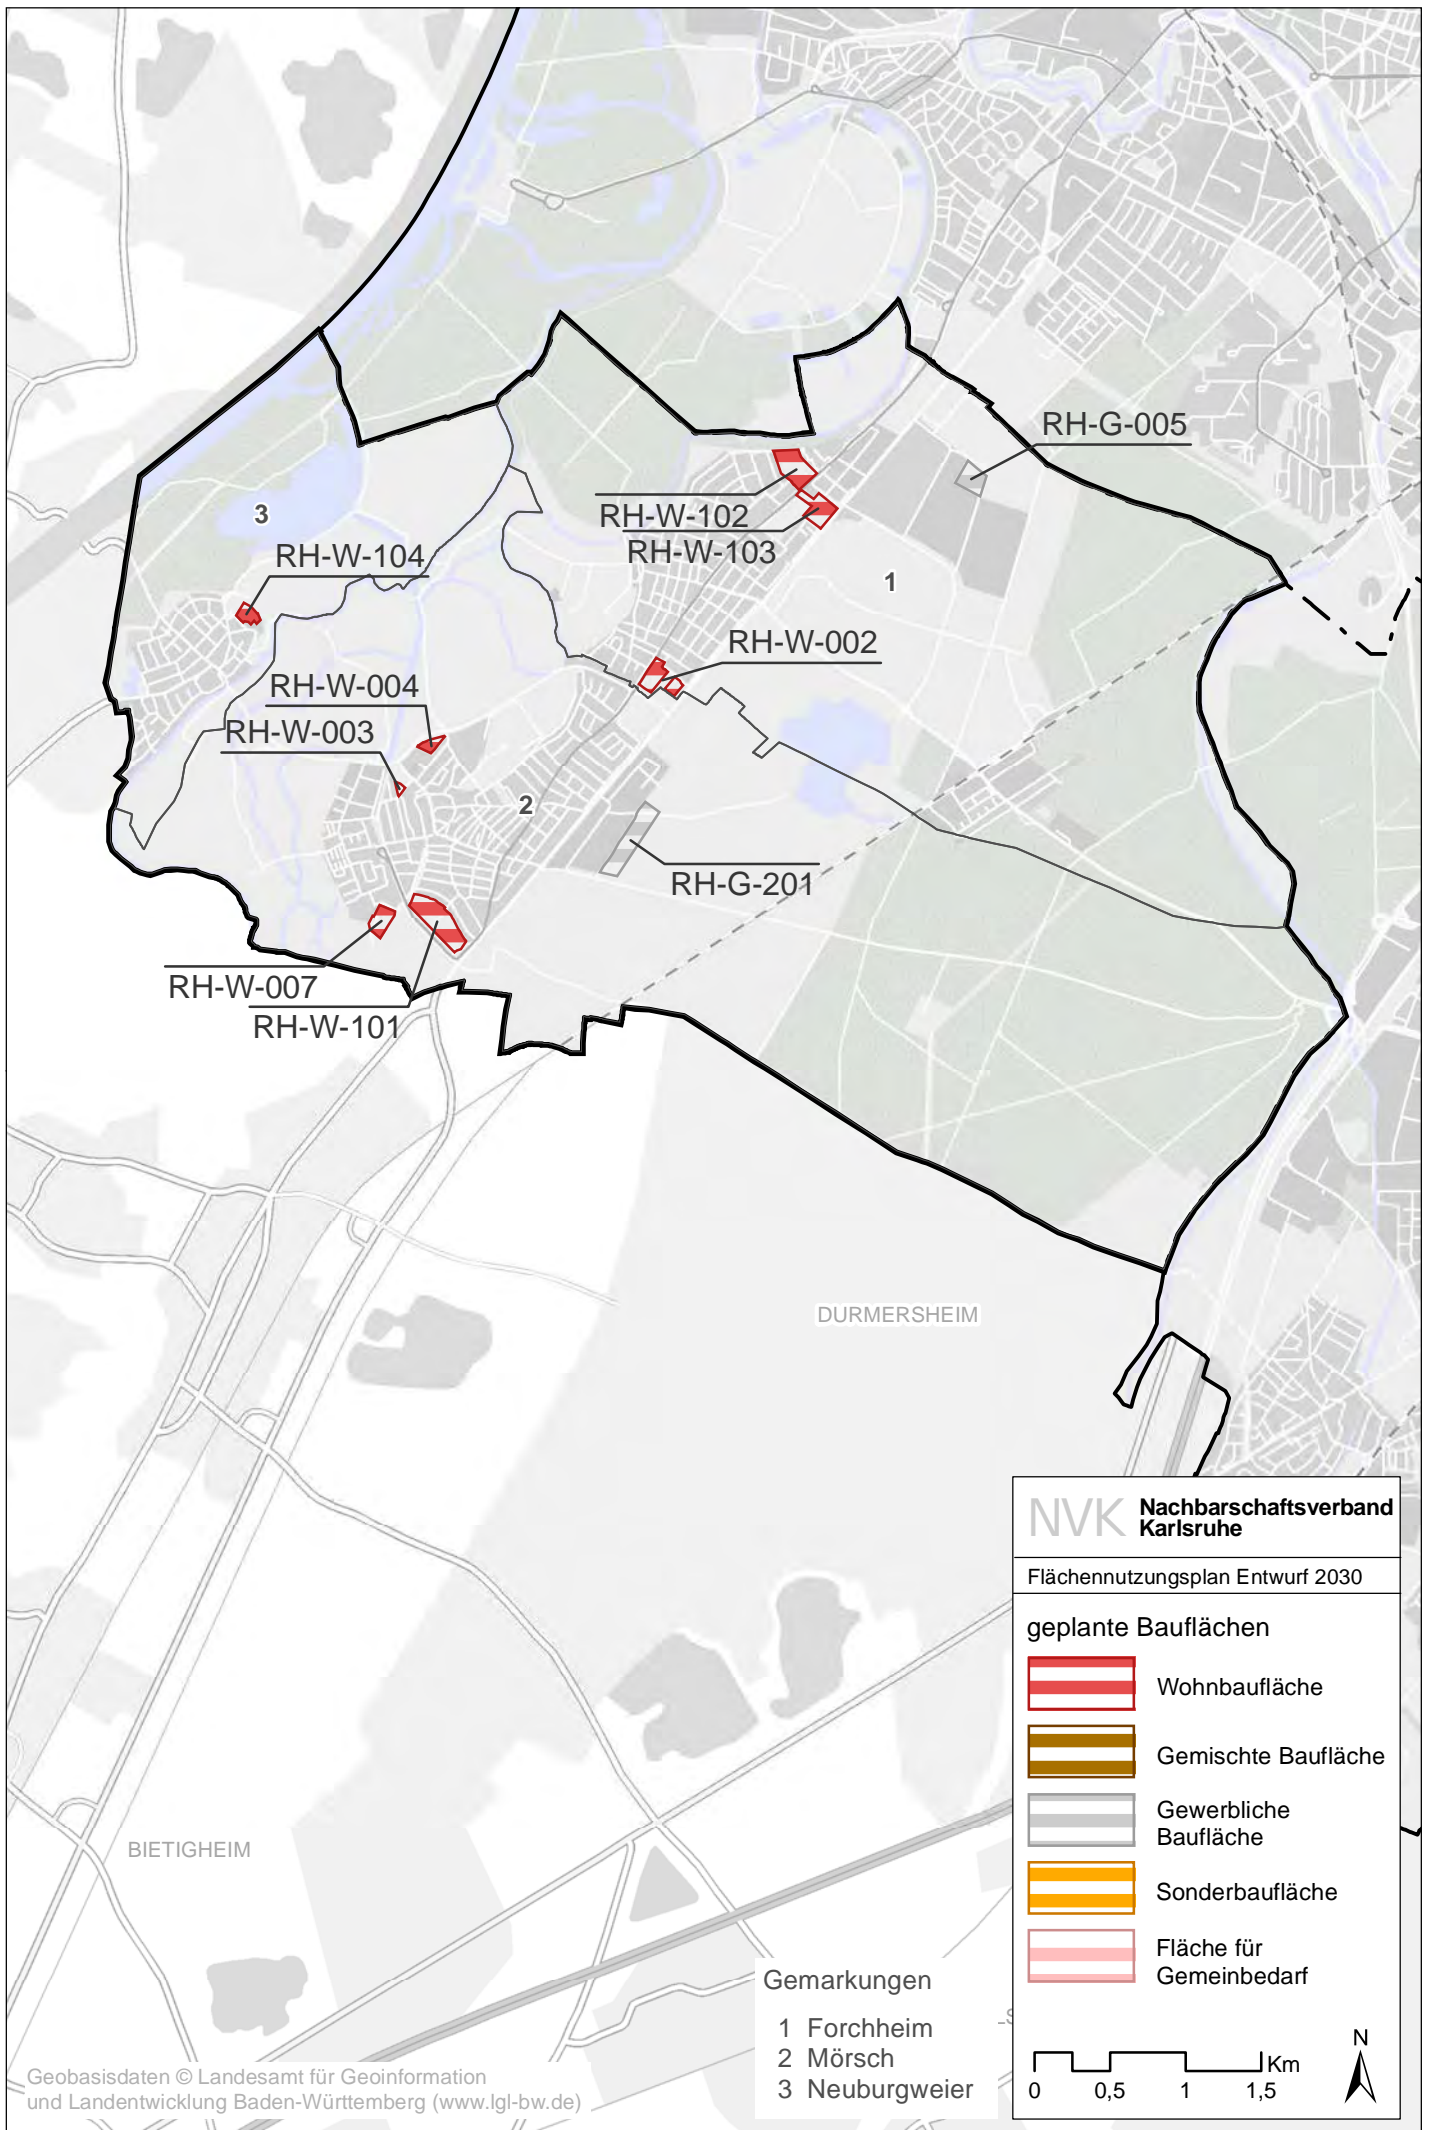 RH-G-005
RH-W-102
RH-W-103
3
RH-W-104
1
RH-W-002
RH-W-004
RH-W-003
2
RH-G-201
RH-W-007
RH-W-101
DURMERSHEIM
BIETIGHEIM
NVK Nachbarschaftsverband
Karlsruhe
Flächennutzungsplan Entwurf 2030
geplante Bauflächen
Wohnbaufläche
Gemischte Baufläche
Gewerbliche
Baufläche
Sonderbaufläche
Fläche für
Gemeinbedarf
N
Km
0 0,5 1 1,5
Gemarkungen
1 Forchheim
2 Mörsch
3 Neuburgweier
Geobasisdaten © Landesamt für Geoinformation
und Landentwicklung Baden-Württemberg (www.lgl-bw.de)